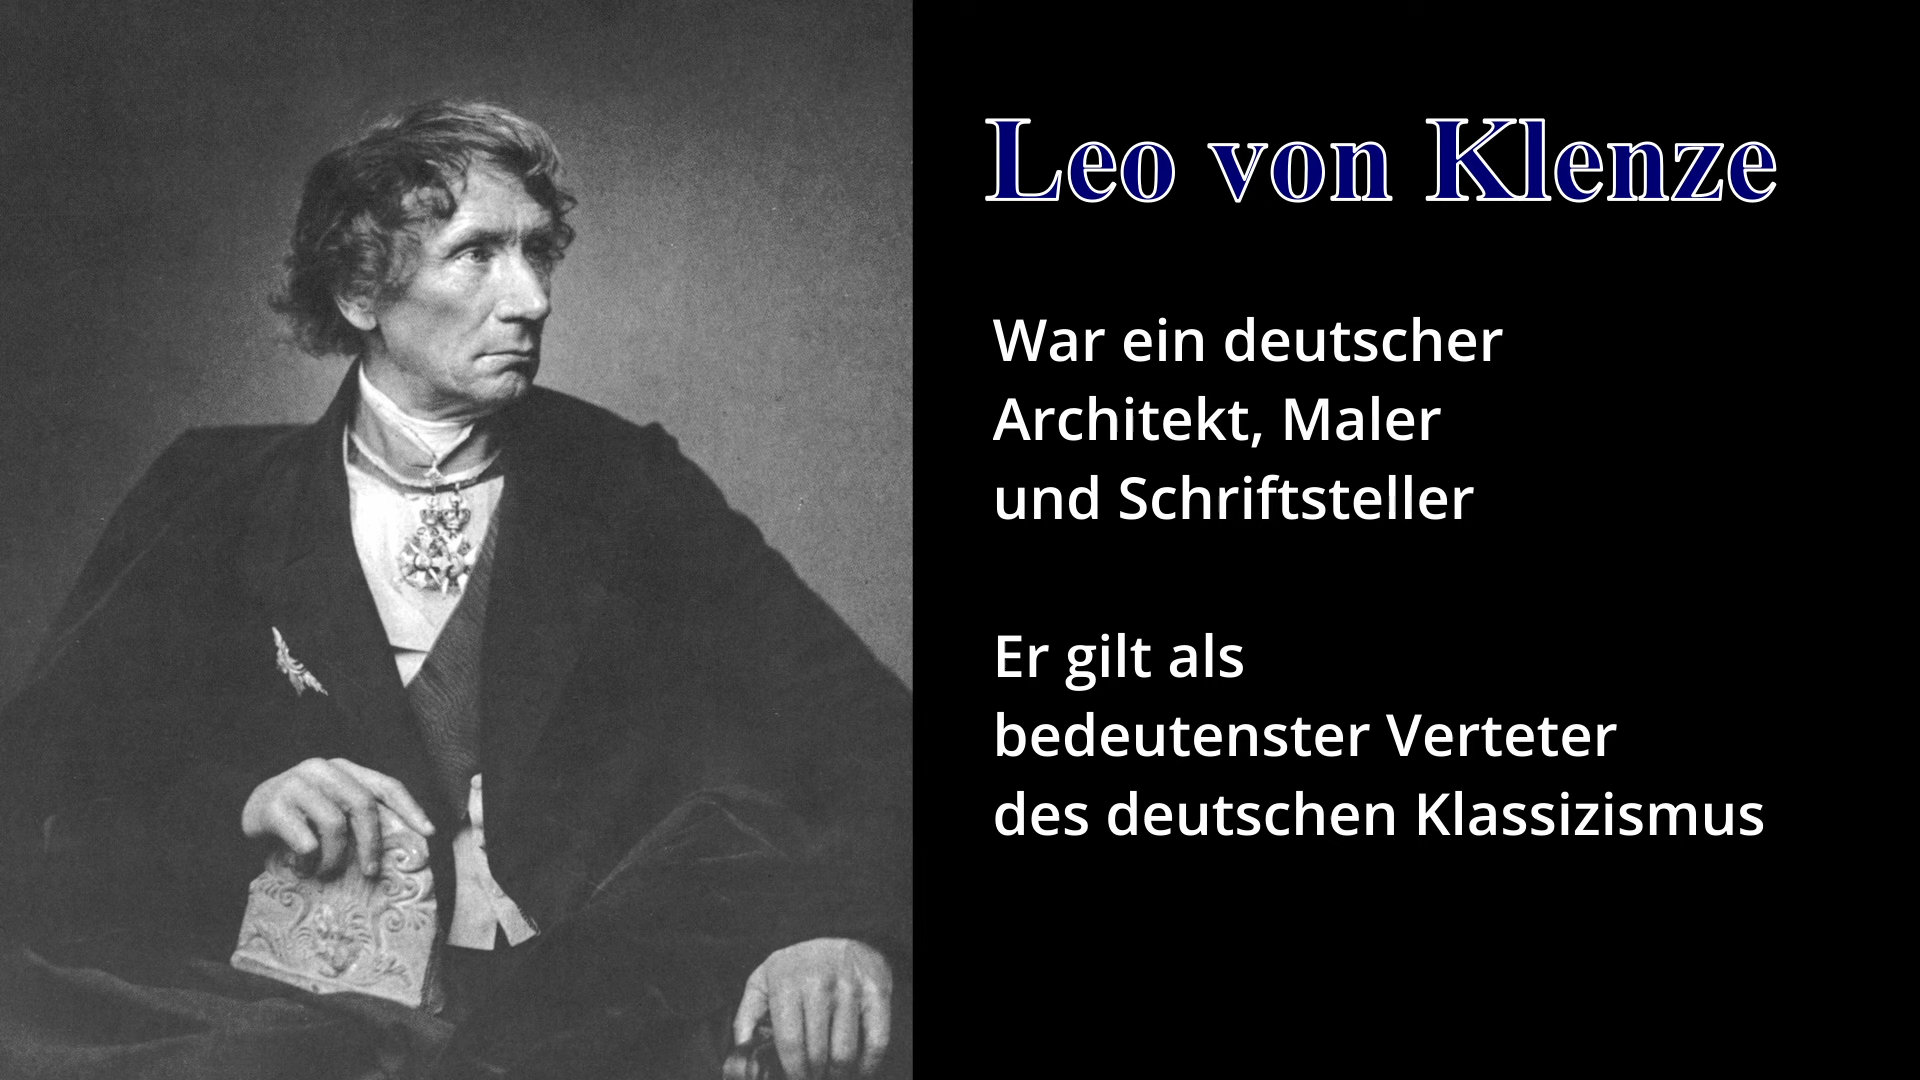 Leo von Klenze
War ein deutscher
Architekt, Maler
und Schriftsteller
Er gilt als
bedeutenster Verteter
des deutschen Klassizismus